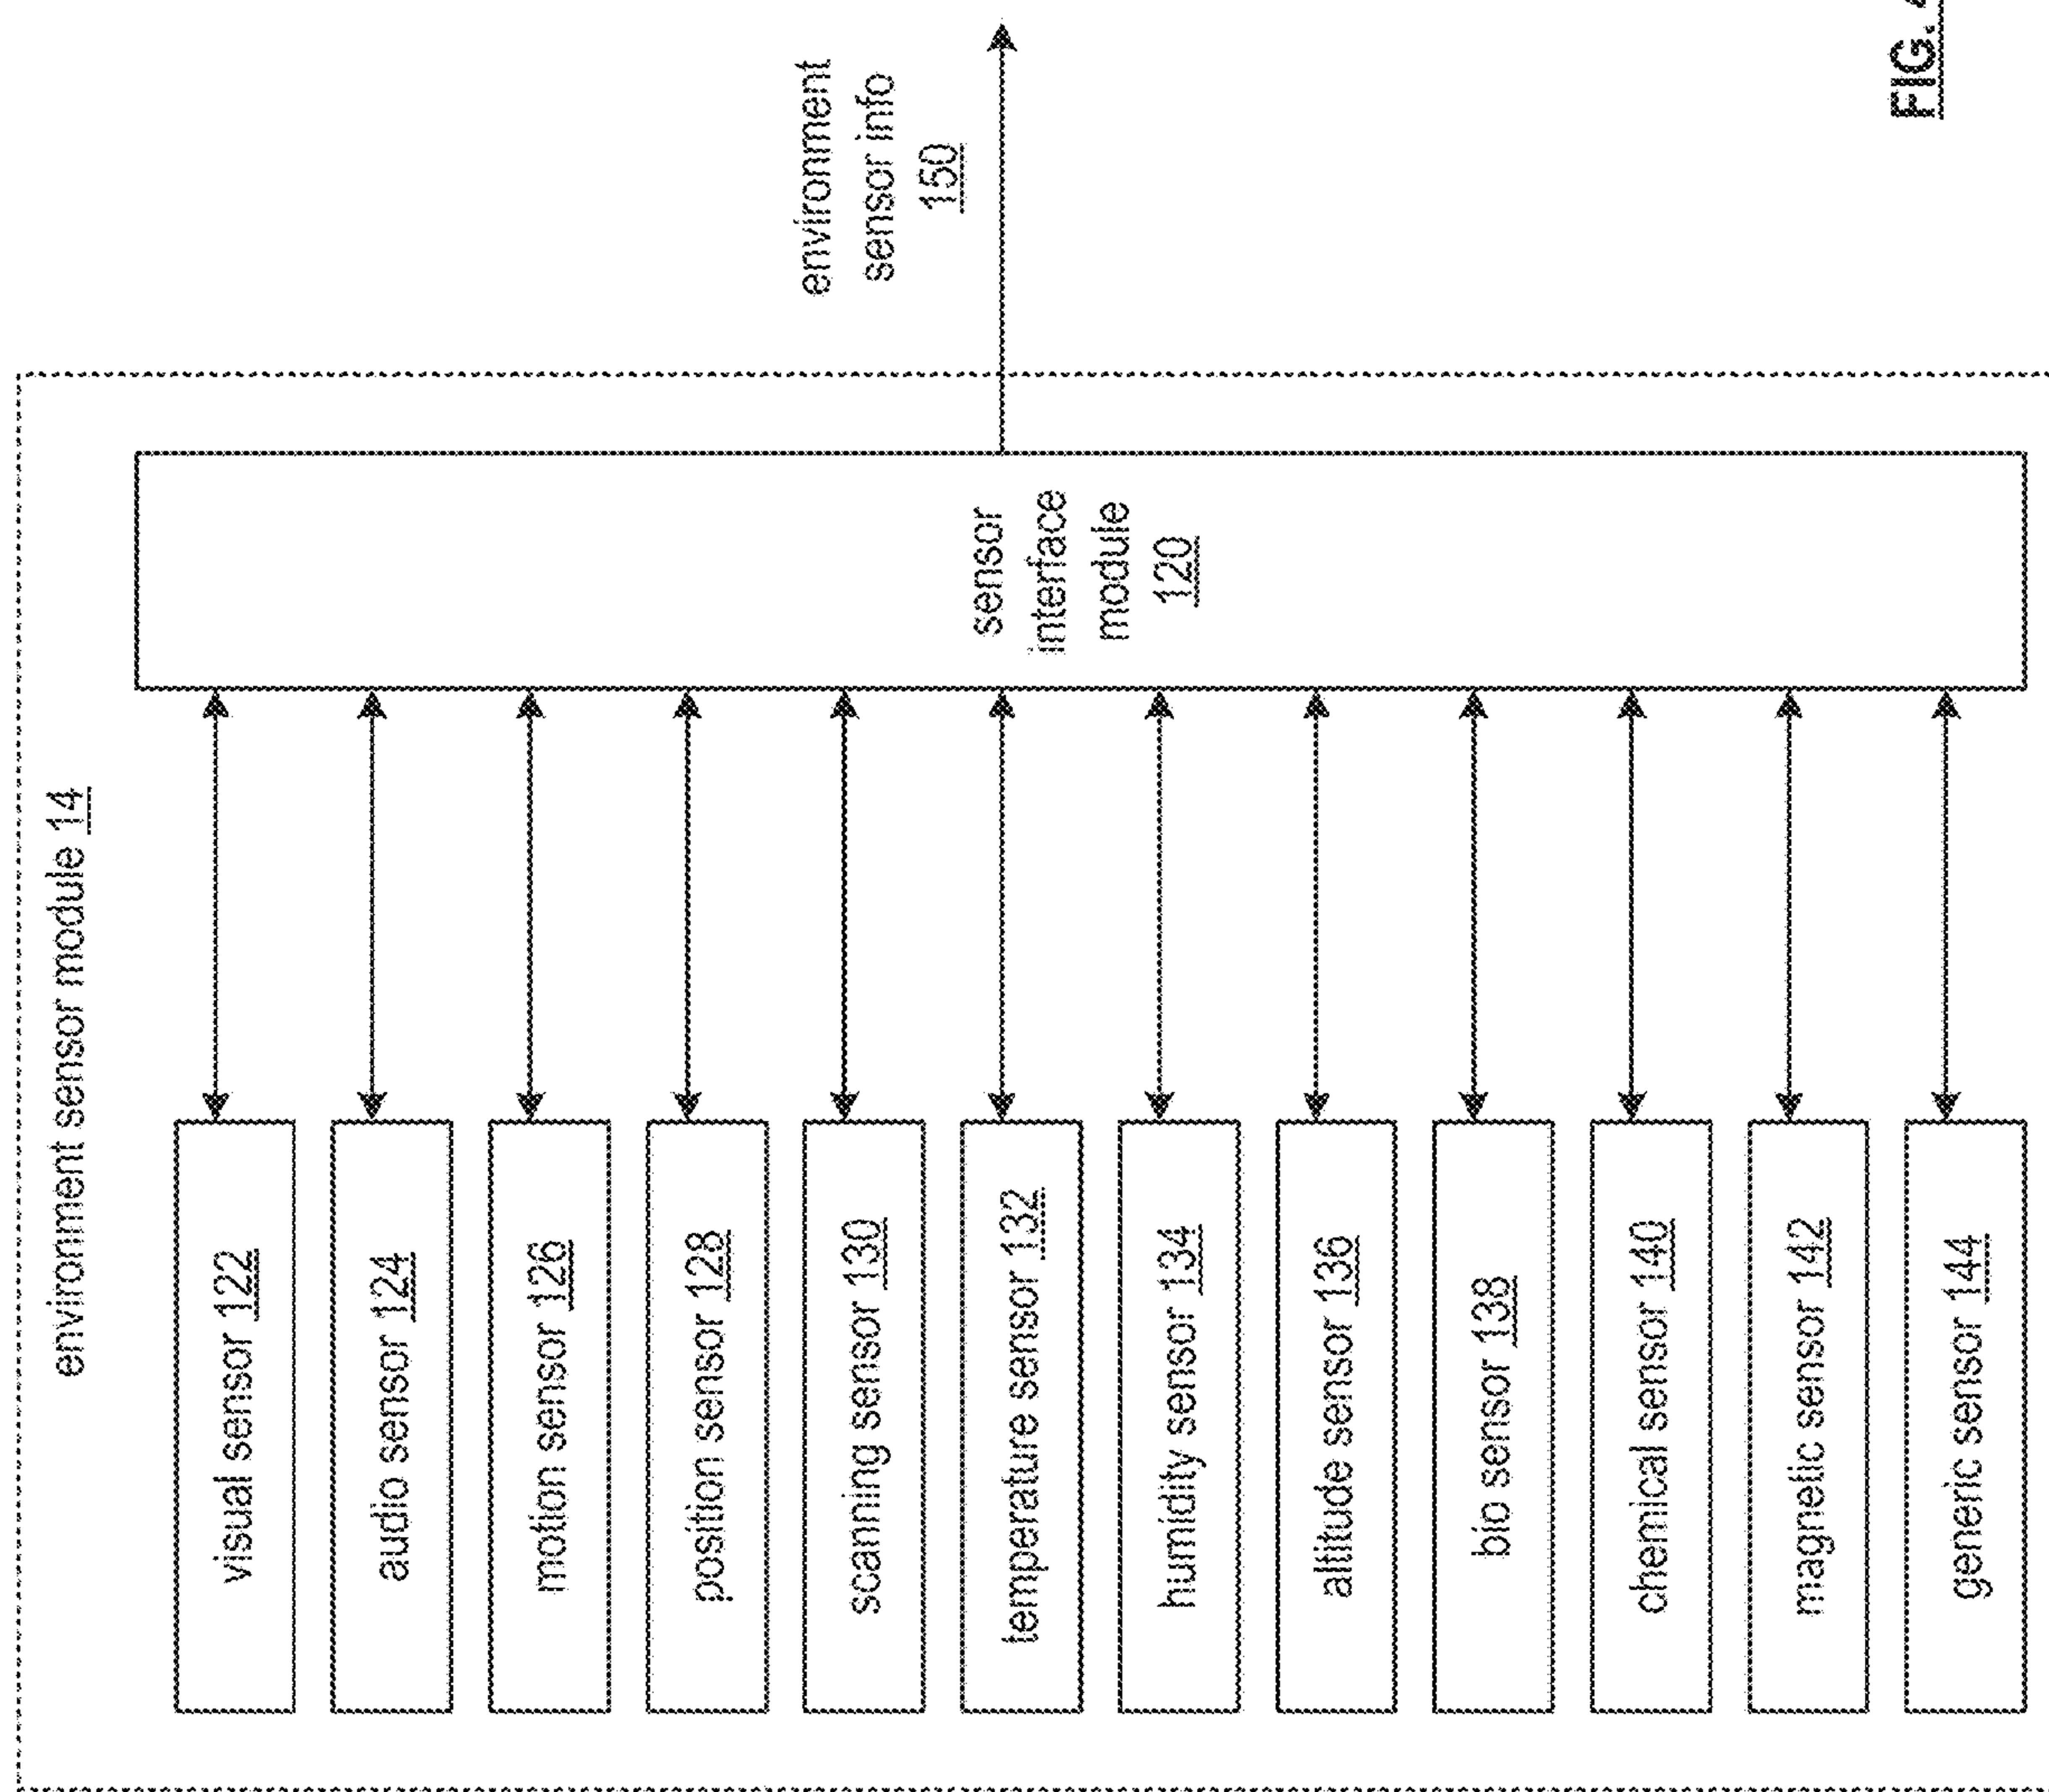 environment sensor module 14
visual sensor 122
audio sensor 124
motion sensor 126
position sensor 128
scanning sensor 130
temperature sensor 132
humidity sensor 134
altitude sensor 136
bio sensor 138
chemical sensor 140
magnetic sensor 142
generic sensor 144
sensor
interface
module
120
environment
sensor info
150
FIG.